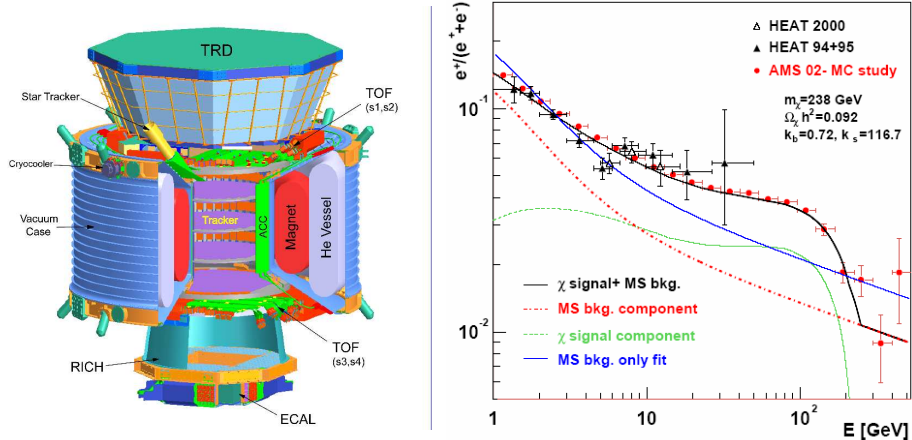 TRD
Star Tracker
TOF
(s1,s2)
Cryocooler
Vacuum
Case
Tracker
ACC
Magnet
He Vessel
RICH
TOF
(s3,s4)
ECAL
e⁺/(e⁺+e⁻)
10⁻¹
10⁻²
HEAT 2000
HEAT 94+95
AMS 02- MC study
mᵪ=238 GeV
Ωᵪ h²=0.092
k_b=0.72, k_s=116.7
χ signal+ MS bkg.
MS bkg. component
χ signal component
MS bkg. only fit
1
10
10²
E [GeV]